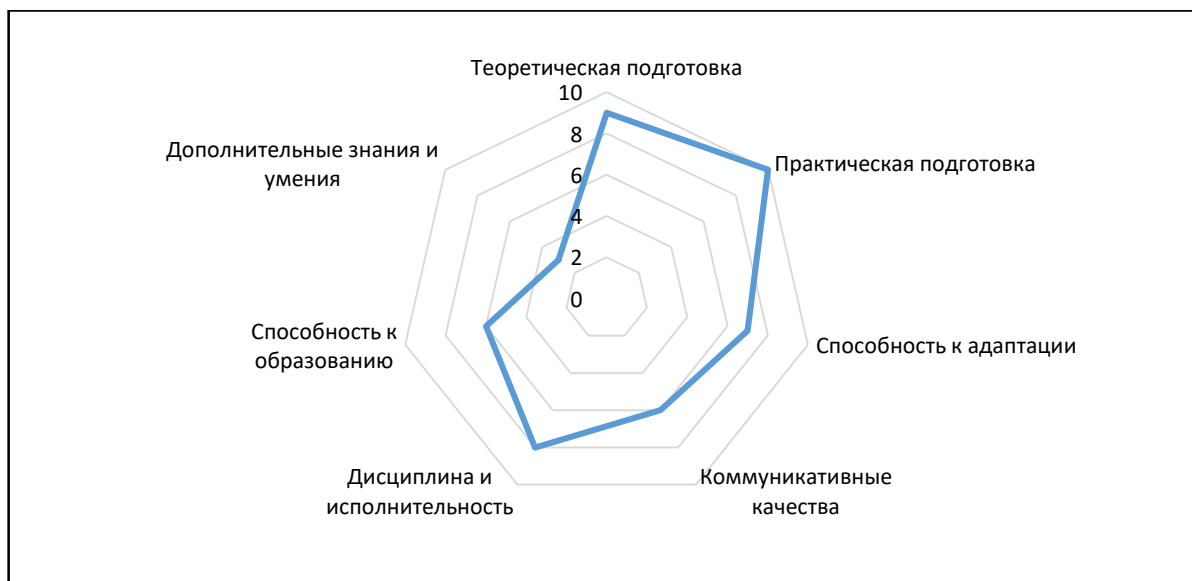 Теоретическая подготовка
10
8
6
4
2
0
Практическая подготовка
Способность к адаптации
Коммуникативные
качества
Дисциплина и
исполнительность
Способность к
образованию
Дополнительные знания и
умения